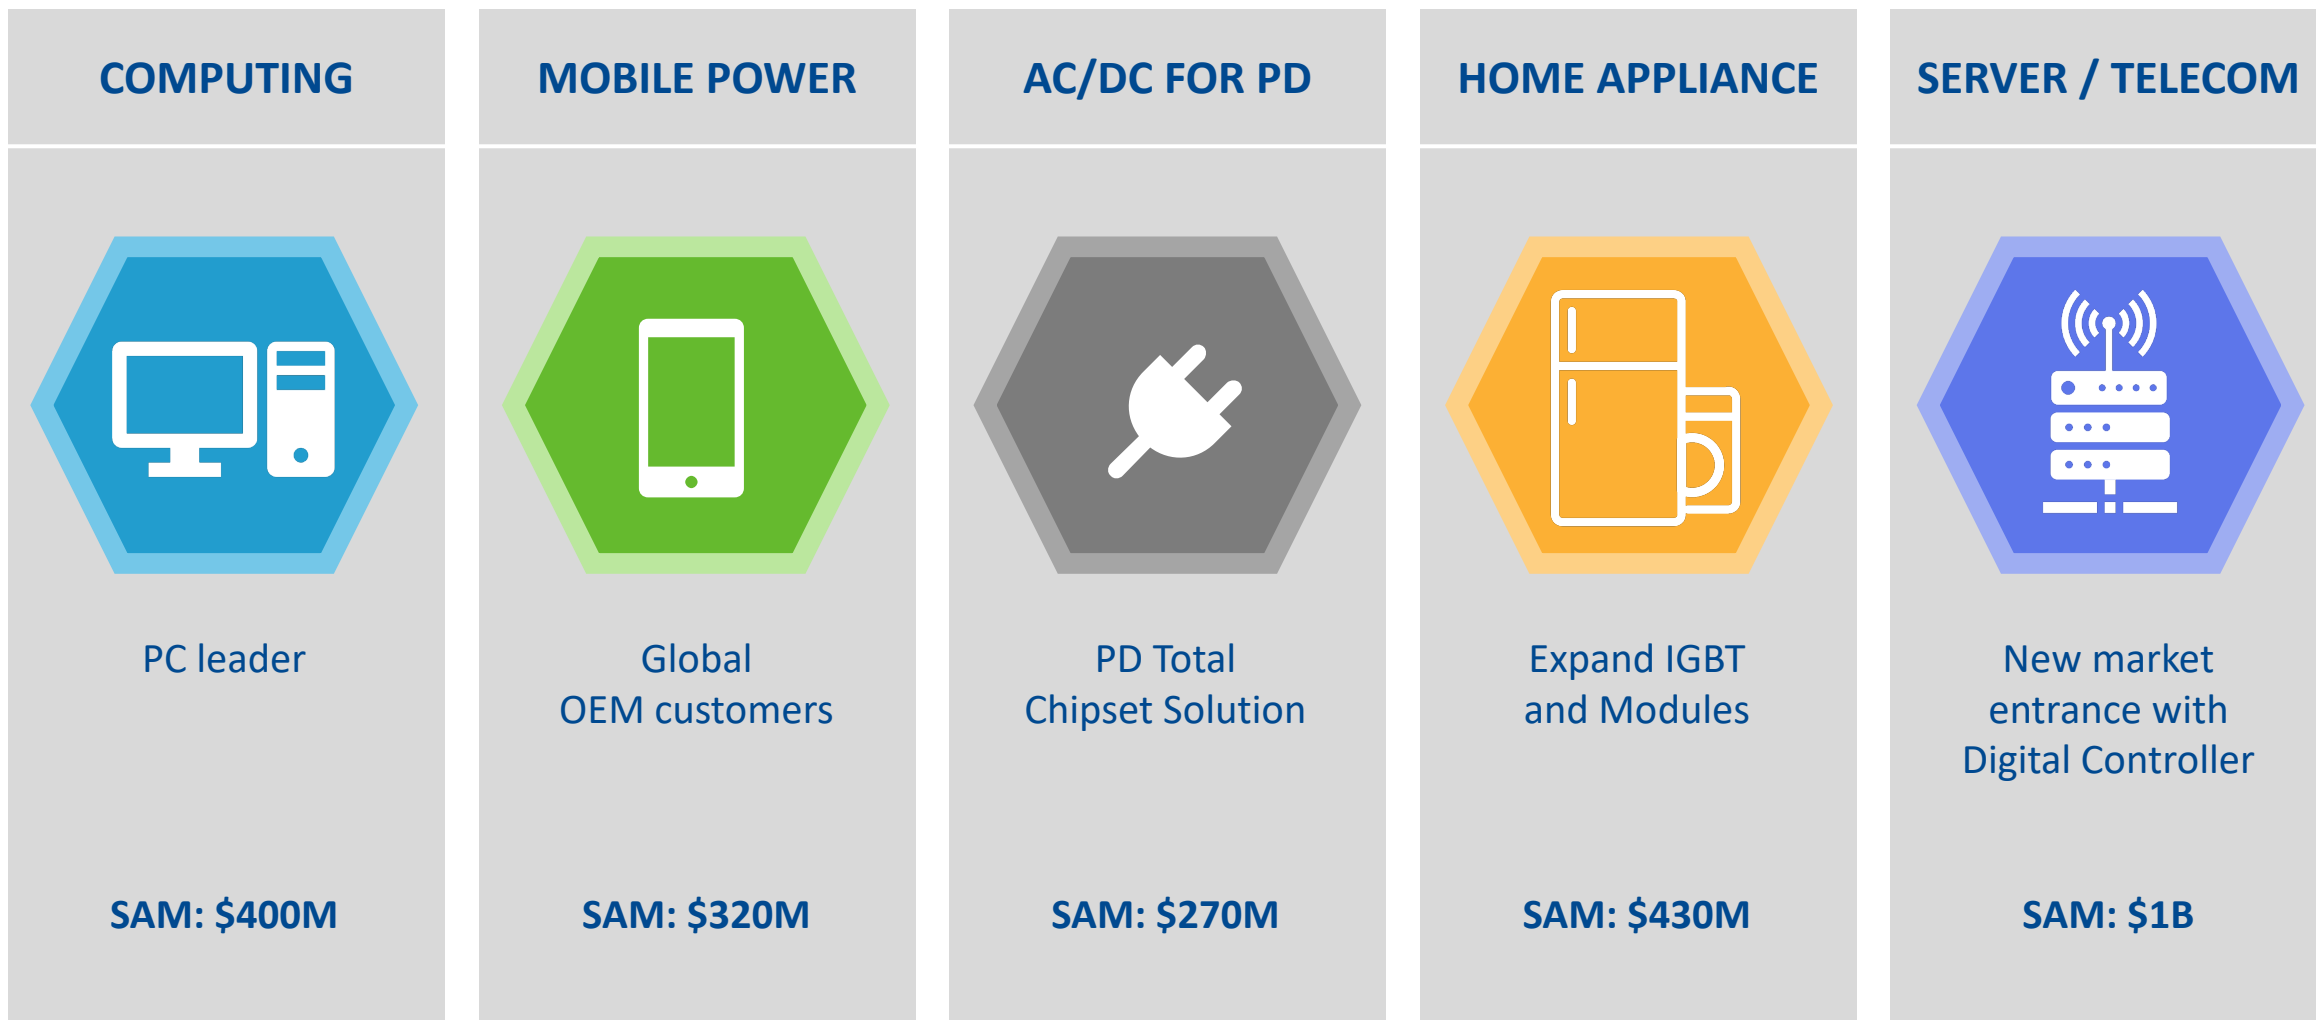 COMPUTING
PC leader
SAM: $400M
MOBILE POWER
Global
OEM customers
SAM: $320M
AC/DC FOR PD
PD Total
Chipset Solution
SAM: $270M
HOME APPLIANCE
Expand IGBT
and Modules
SAM: $430M
SERVER / TELECOM
New market
entrance with
Digital Controller
SAM: $1B